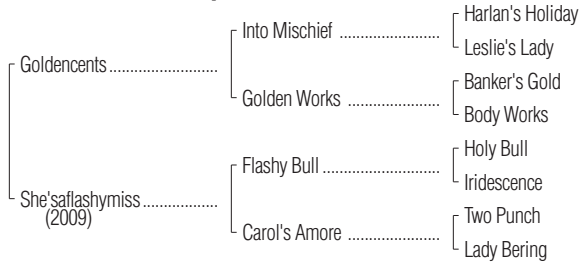 Harlan's Holiday
Into Mischief ....................
Leslie's Lady
Goldencents ......................
Banker's Gold
Golden Works ..................
Body Works
Holy Bull
Flashy Bull ........................
Iridescence
She'saflashymiss ...............
(2009)
Two Punch
Carol's Amore ..................
Lady Bering